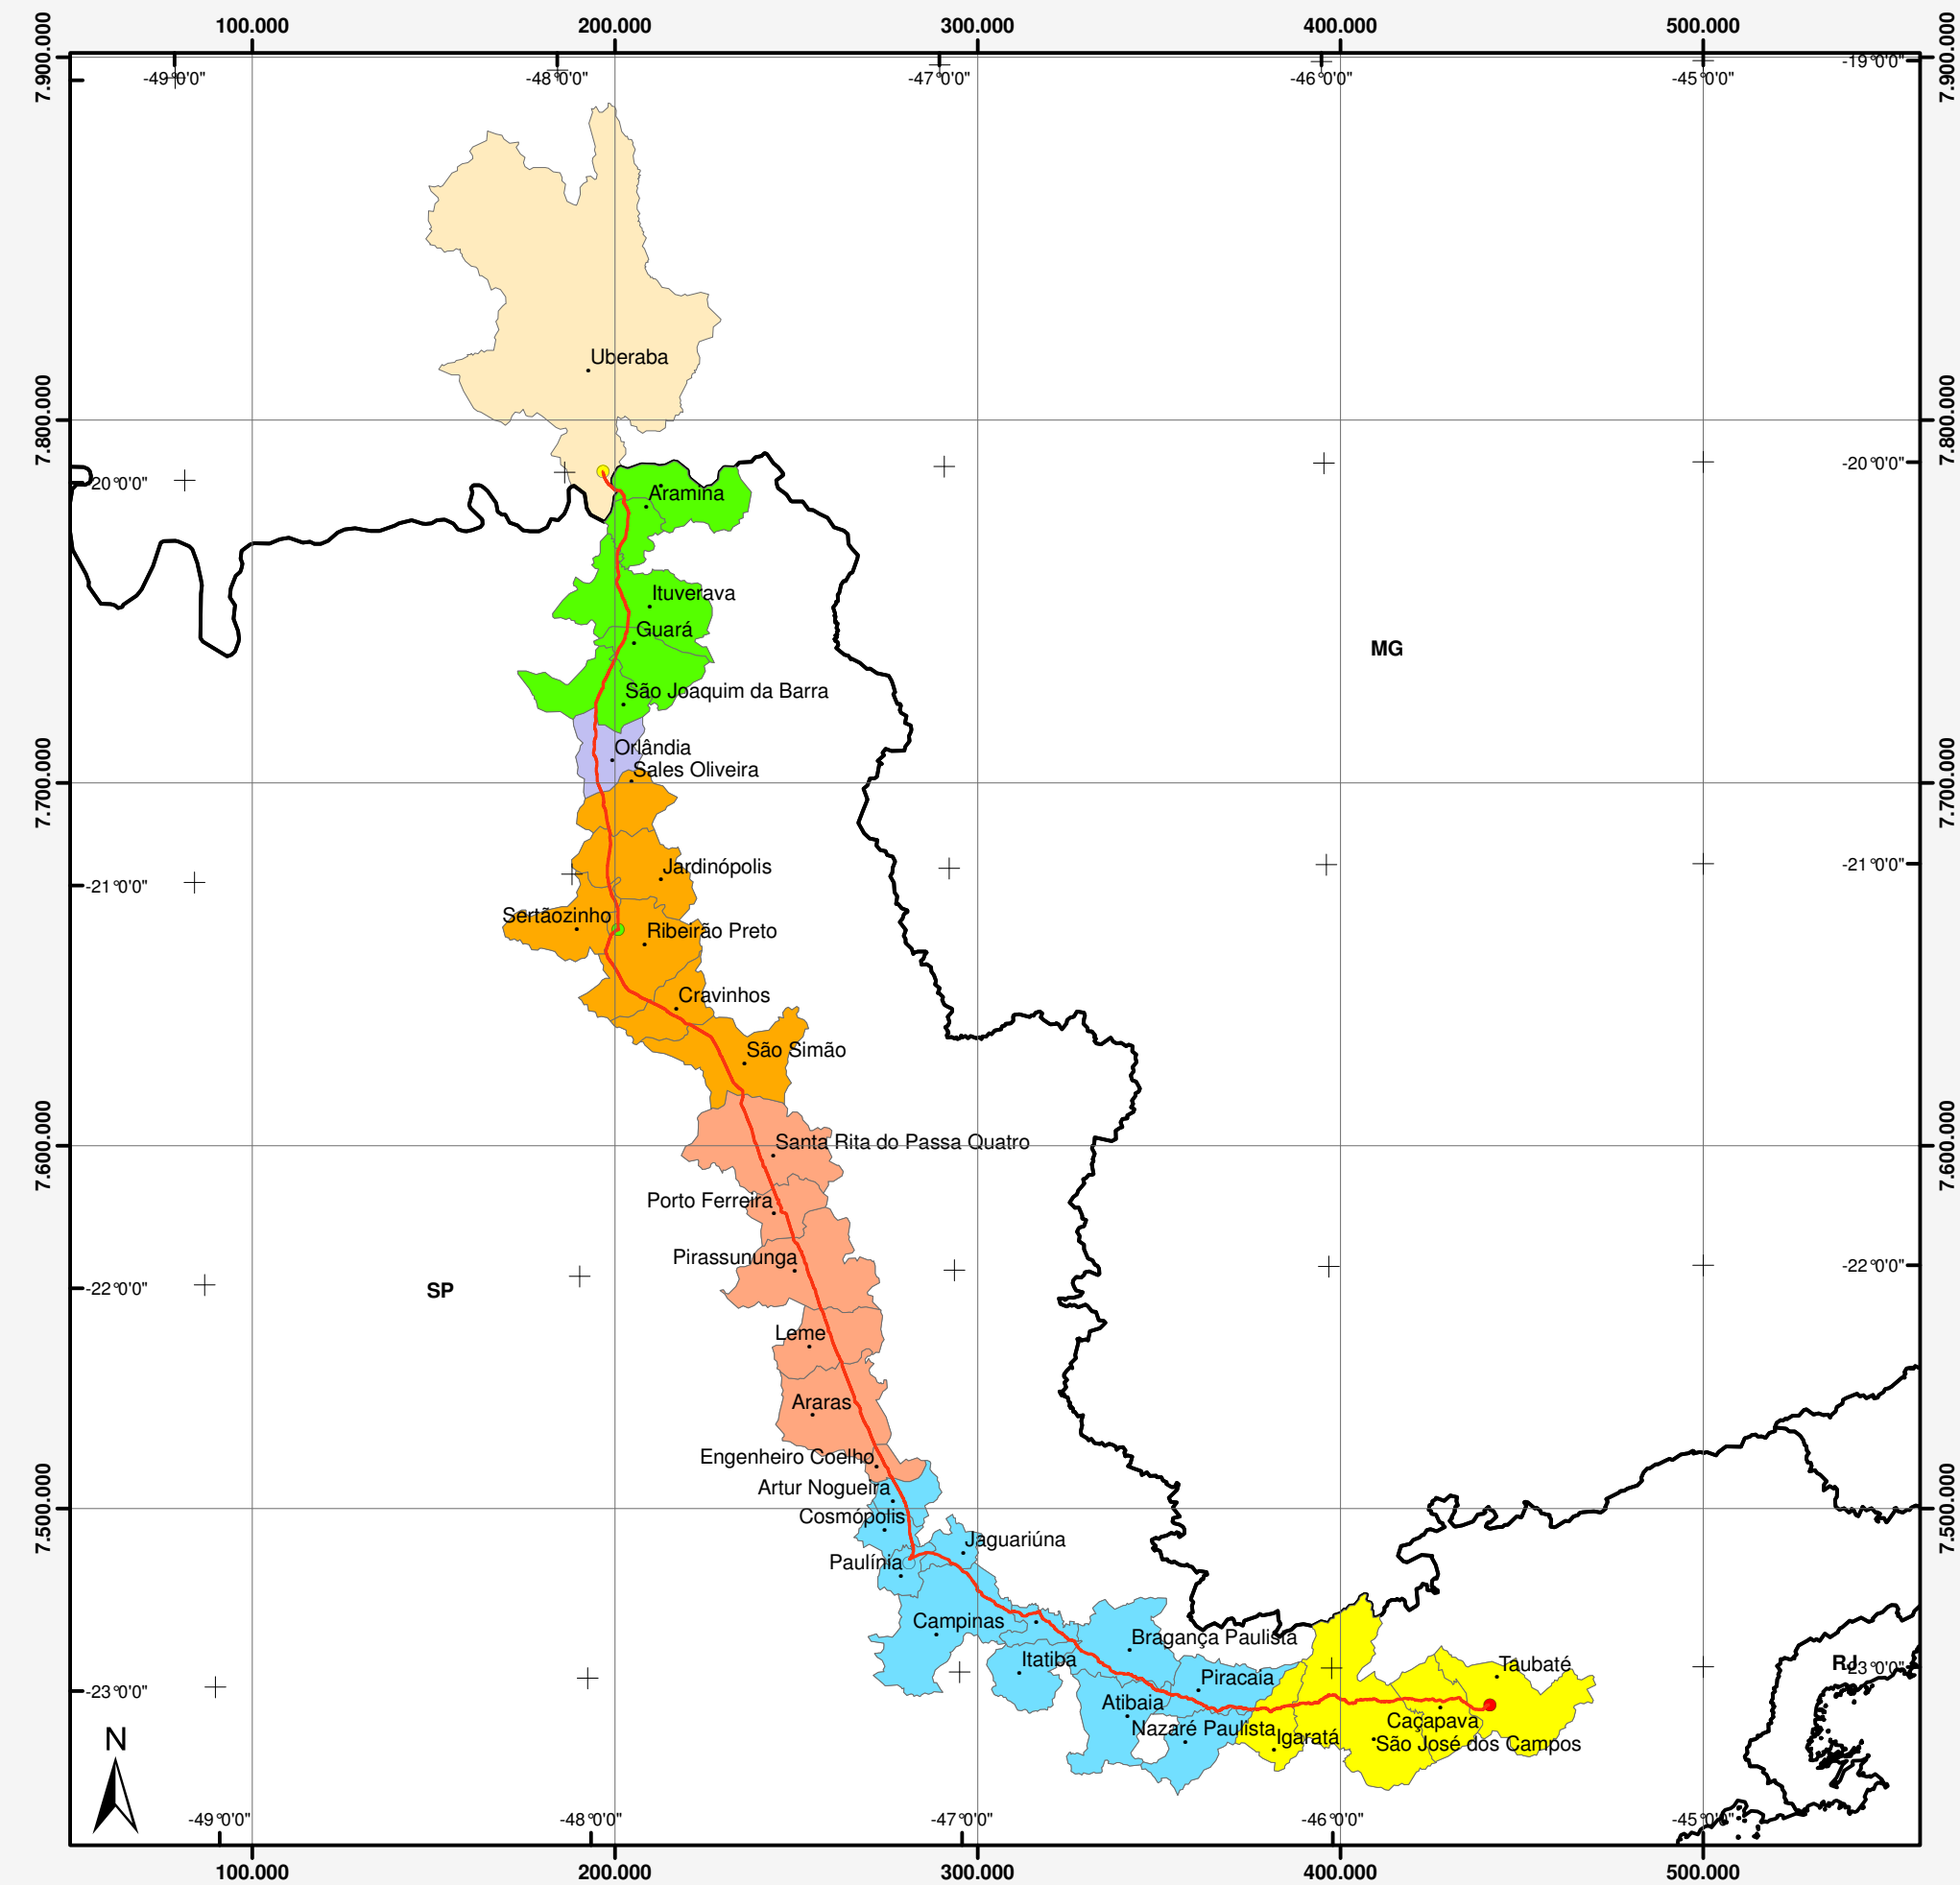 100.000 200.000 300.000 400.000 500.000
7.900.000 7.900.000
-49°0'0" -48°0'0" -47°0'0" -46°0'0" -45°0'0" -19°0'0"
Uberaba
7.800.000 7.800.000
-20°0'0" -20°0'0"
Aramina
Ituverava
Guará
MG
São Joaquim da Barra
Orlândia
Sales Oliveira
7.700.000 7.700.000
Jardinópolis
-21°0'0" -21°0'0"
Sertãozinho
Ribeirão Preto
Cravinhos
São Simão
Santa Rita do Passa Quatro
7.600.000 7.600.000
Porto Ferreira
Pirassununga
-22°0'0" -22°0'0"
SP
Leme
Araras
Engenheiro Coelho
Artur Nogueira
7.500.000 7.500.000
Cosmópolis
Jaguariúna
Paulínia
Campinas
Bragança Paulista
Itatiba
Taubaté
RJ
-23°0'0" -23°0'0"
Piracaia
Atibaia
Caçapava
Nazaré Paulista
Igaratá
São José dos Campos
N
-49°0'0" -48°0'0" -47°0'0" -46°0'0" -45°0'0"
100.000 200.000 300.000 400.000 500.000